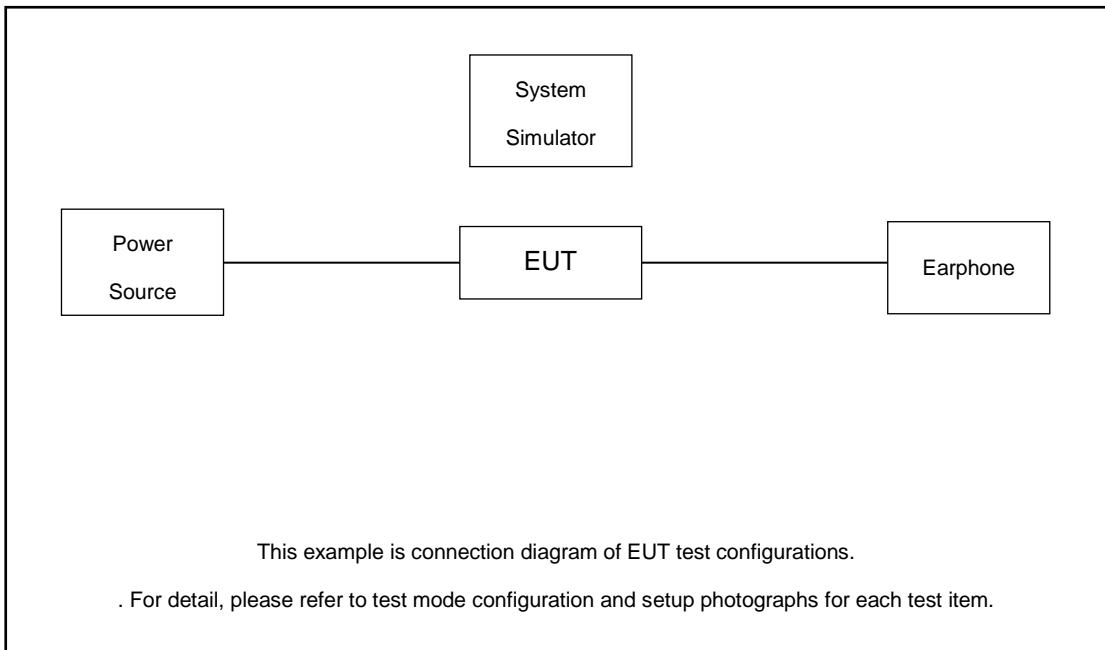 System
Simulator
Power
Source
EUT
Earphone
This example is connection diagram of EUT test configurations.
. For detail, please refer to test mode configuration and setup photographs for each test item.